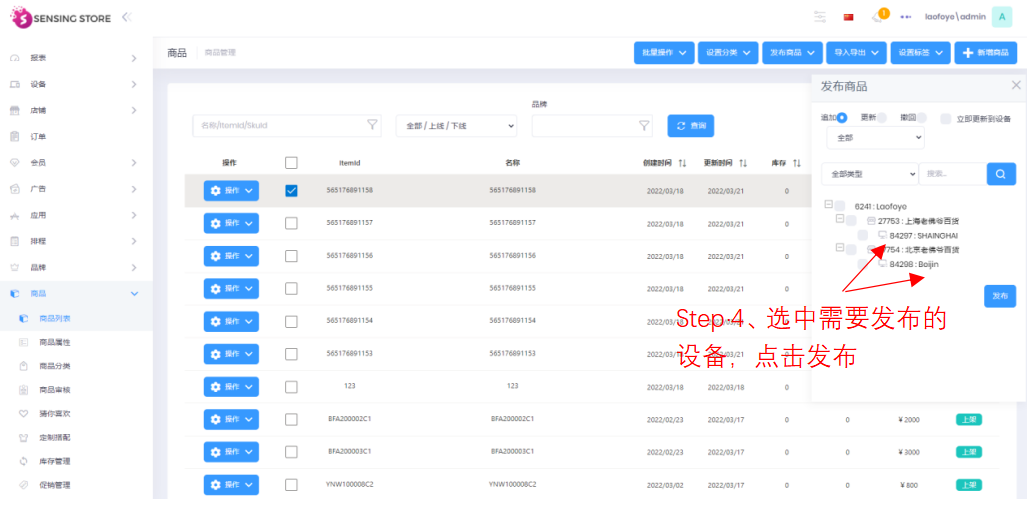 SENSING STORE
1
laofoye\admin
A
报表
设备
店铺
订单
会员
广告
应用
排程
品牌
商品
商品列表
商品属性
商品分类
商品审核
猜你喜欢
定制搭配
库存管理
促销管理
商品 商品管理
批量操作 设置分类 发布商品 导入导出 设置标签 新增商品
品牌
名称/ItemId/Skuid 全部 / 上线 / 下线 查询
操作 ItemId 名称 创建时间 更新时间 库存
操作 565176891158 565176891158 2022/03/18 2022/03/21 0
操作 565176891157 565176891157 2022/03/18 2022/03/21 0
操作 565176891156 565176891156 2022/03/18 2022/03/21 0
操作 565176891155 565176891155 2022/03/18 2022/03/21 0
操作 565176891154 565176891154 2022/03/18
操作 565176891153 565176891153 2022/03/21
操作 123 123 2022/03/18 2022/03/18 0
操作 BFA200002C1 BFA200002C1 2022/02/23 2022/03/17 0 0 ¥ 2000 上架
操作 BFA200003C1 BFA200003C1 2022/02/23 2022/03/17 0 0 ¥ 3000 上架
操作 YNW100008C2 YNW100008C2 2022/03/02 2022/03/17 0 0 ¥ 800 上架
发布商品
追加 更新 撤回 立即更新到设备
全部
全部类型 搜索...
6241 : Laofoye
27753 : 上海老佛爷百货
84297 : SHAINGHAI
754 : 北京老佛爷百货
84298 : Beijin
发布
Step 4、选中需要发布的
设备，点击发布